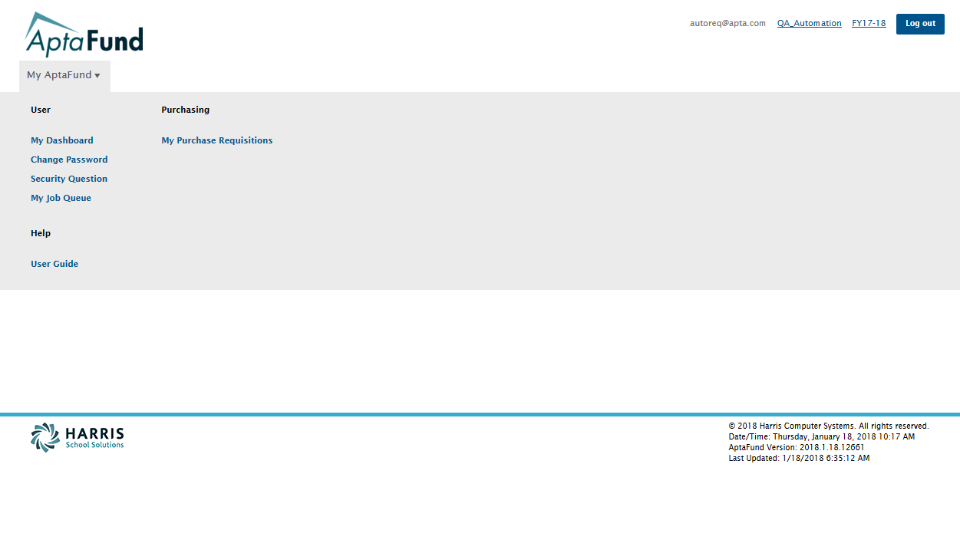 AptaFund
autoreq@apta.com QA_Automation FY17-18 Log out
My AptaFund
User
Purchasing
My Dashboard
My Purchase Requisitions
Change Password
Security Question
My Job Queue
Help
User Guide
HARRIS
School Solutions
© 2018 Harris Computer Systems. All rights reserved.
Date/Time: Thursday, January 18, 2018 10:17 AM
AptaFund Version: 2018.1.18.12661
Last Updated: 1/18/2018 6:35:12 AM